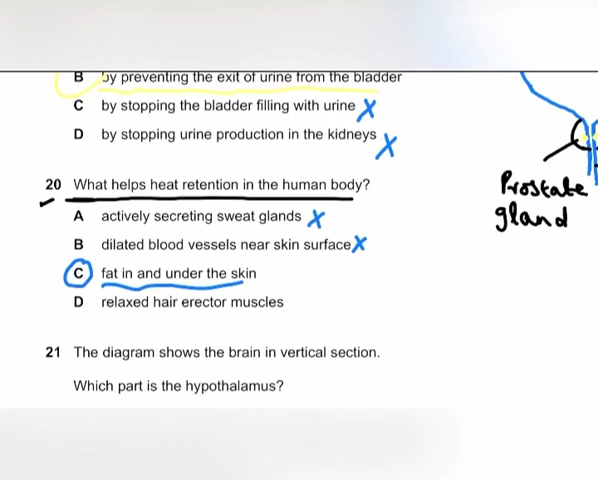 B by preventing the exit of urine from the bladder
C by stopping the bladder filling with urine
D by stopping urine production in the kidneys
20 What helps heat retention in the human body?
A actively secreting sweat glands
B dilated blood vessels near skin surface
C fat in and under the skin
D relaxed hair erector muscles
21 The diagram shows the brain in vertical section.
Which part is the hypothalamus?
Prostate
gland